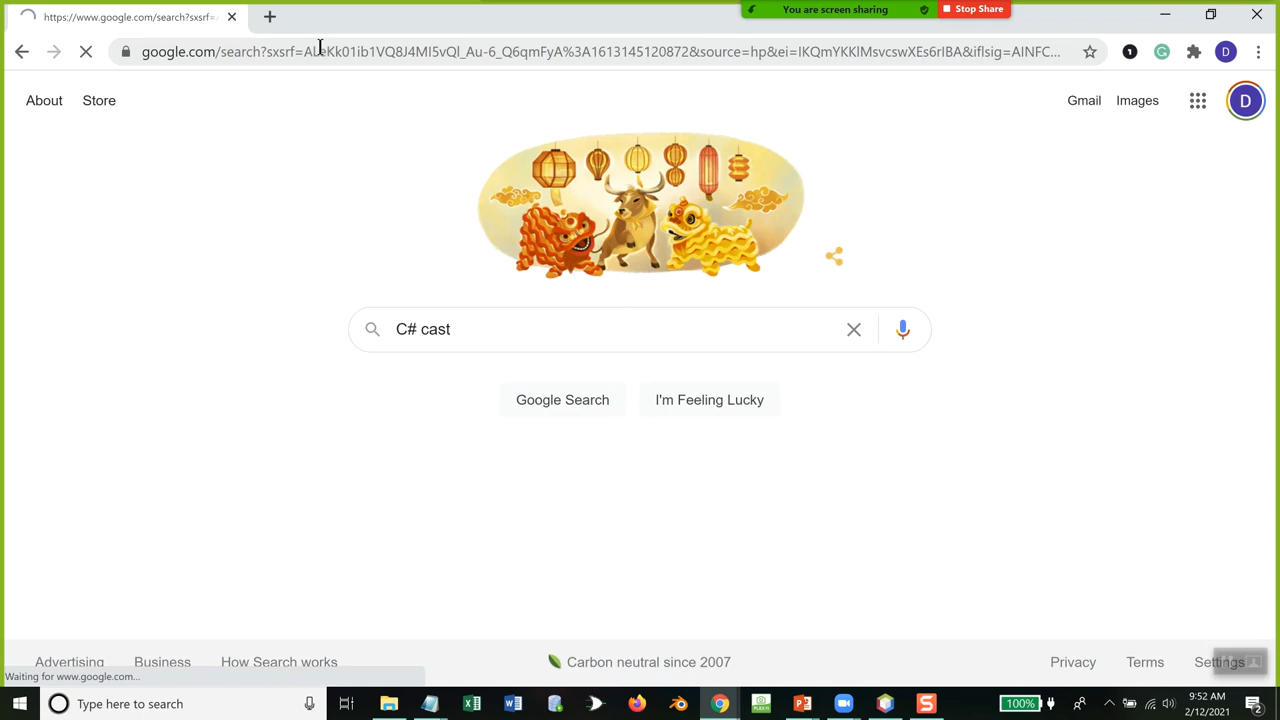 https://www.google.com/search?sxsrf=
You are screen sharing
Stop Share
google.com/search?sxsrf=ALeKk01ib1VQ8J4MI5vQl_Au-6_Q6qmFyA%3A1613145120872&source=hp&ei=IKQmYKKIMsvcswXEs6rIBA&iflsig=AINFC...
D
About Store
Gmail Images
D
C# cast
Google Search
I'm Feeling Lucky
Advertising Business How Search works
Carbon neutral since 2007
Privacy Terms Settings
Waiting for www.google.com...
Type here to search
100%
9:52 AM
2/12/2021
2